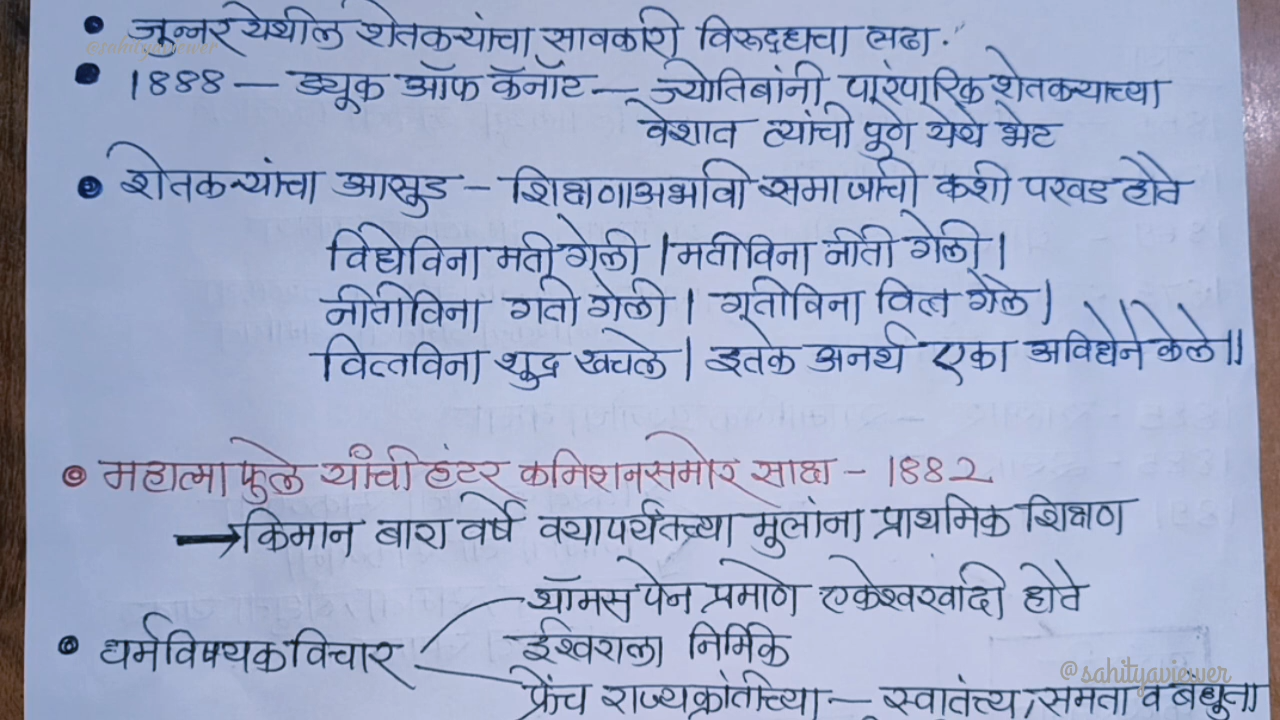 • जुन्नर येथील शेतकऱ्यांचा सावकारी विरूद्धचा लढा.
@sahityaviewer
• 1888 – ड्यूक ऑफ कॅनॉट – ज्योतिबांनी पारंपारिक शेतकऱ्याच्या
वेशात त्यांची पूणे येथे भेट
• शेतकऱ्यांचा आसूड – शिक्षणाअभावी समाजाची कशी परवड होते
विद्येविना मती गेली । मतीविना नीती गेली ।
नीतीविना गती गेली । गतीविना वित्त गेले ।
वित्तविना शुद्र खचले । इतके अनर्थ एका अविद्येने केले ॥
• महात्मा फुले यांची हंटर कमिशनसमोर साक्ष – 1882
→ किमान बारा वर्षे वयापर्यंतच्या मुलांना प्राथमिक शिक्षण
थॉमस पेन प्रमाणे एकेश्वरवादी होते
• धर्मविषयक विचार ईश्वराला निर्मिक
@sahityaviewer
फ्रेंच राज्यक्रांतीच्या – स्वातंत्र्य, समता व बंधूता